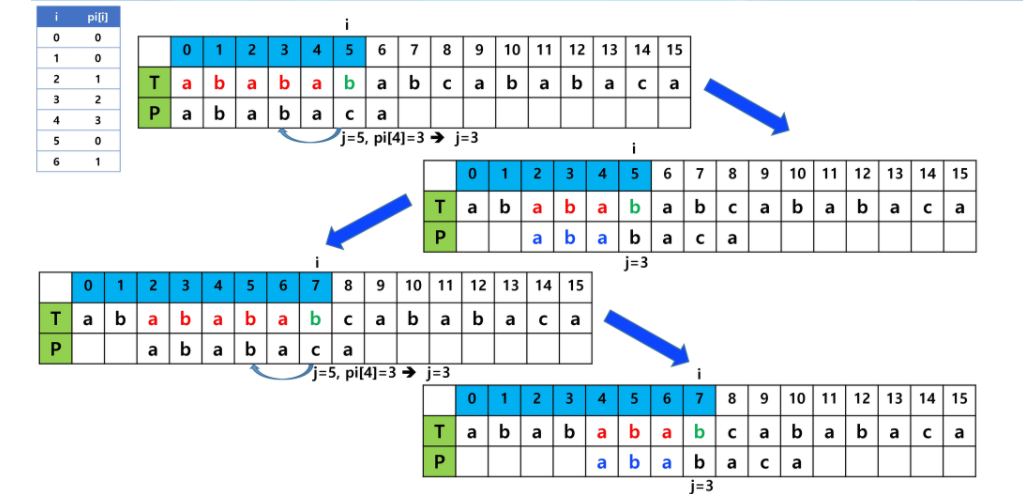 i pi[i]
0 0
1 0
2 1
3 2
4 3
5 0
6 1
i
0 1 2 3 4 5 6 7 8 9 10 11 12 13 14 15
T a b a b a b a b c a b a b a c a
P a b a b a c a
j=5, pi[4]=3 ➔ j=3
i
0 1 2 3 4 5 6 7 8 9 10 11 12 13 14 15
T a b a b a b a b c a b a b a c a
P a b a b a c a
j=3
i
0 1 2 3 4 5 6 7 8 9 10 11 12 13 14 15
T a b a b a b a b c a b a b a c a
P a b a b a c a
j=5, pi[4]=3 ➔ j=3
i
0 1 2 3 4 5 6 7 8 9 10 11 12 13 14 15
T a b a b a b a b c a b a b a c a
P a b a b a c a
j=3